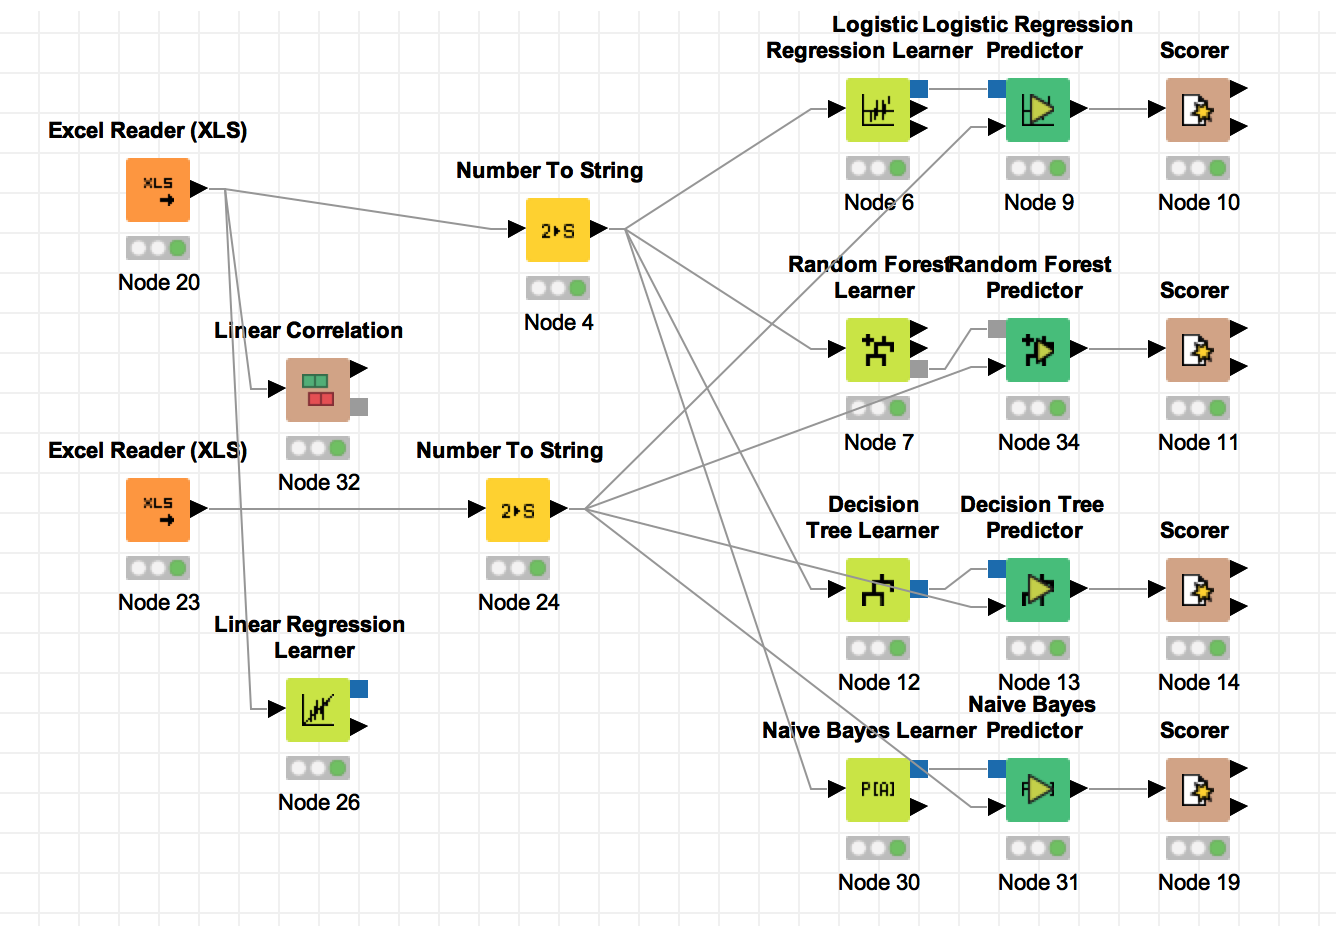 Logistic Logistic Regression
Regression Learner Predictor Scorer
Node 6 Node 9 Node 10
Excel Reader (XLS)
XLS
Node 20
Number To String
2 S
Node 4
Random Forest Random Forest
Learner Predictor Scorer
Node 7 Node 34 Node 11
Linear Correlation
Node 32
Excel Reader (XLS)
XLS
Node 23
Number To String
2 S
Node 24
Decision Decision Tree
Tree Learner Predictor Scorer
Node 12 Node 13 Node 14
Linear Regression
Learner
Node 26
Naive Bayes
Naive Bayes Learner Predictor Scorer
P[A]
Node 30 Node 31 Node 19